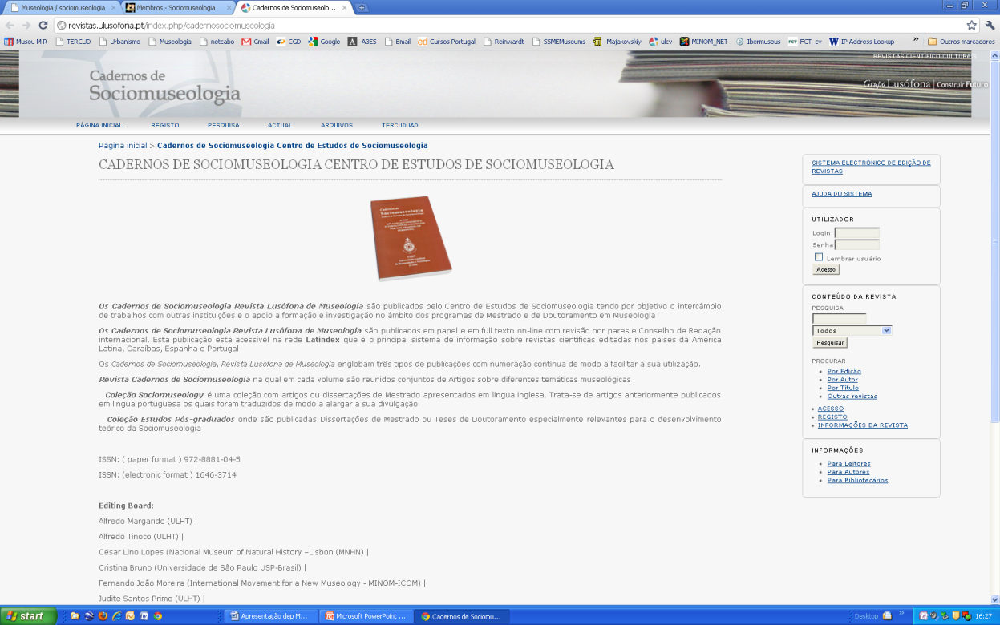 Museologia / sociomuseologia
Membros - Sociomuseologia
Cadernos de Sociomuseolo...
revistas.ulusofona.pt/index.php/cadernosociomuseologia
Museu M R
TERCUD
Urbanismo
Museologia
netcabo
Gmail
CGD
Google
A3ES
Email
Cursos Portugal
Reinwardt
SSMEMuseums
Majakovskiy
ulcv
MINOM_NET
Ibermuseus
FCT cv
IP Address Lookup
»
Outros marcadores
REVISTAS CIENTÍFICO CULTURAIS
Cadernos de
Sociomuseologia
Grupo Lusófona | Construir Futuro
PÁGINA INICIAL
REGISTO
PESQUISA
ACTUAL
ARQUIVOS
TERCUD I&D
Página inicial > Cadernos de Sociomuseologia Centro de Estudos de Sociomuseologia
CADERNOS DE SOCIOMUSEOLOGIA CENTRO DE ESTUDOS DE SOCIOMUSEOLOGIA
Cadernos de
Sociomuseologia
Os Cadernos de Sociomuseologia Revista Lusófona de Museologia são publicados pelo Centro de Estudos de Sociomuseologia tendo por objetivo o intercâmbio
de trabalhos com outras instituições e o apoio à formação e investigação no âmbito dos programas de Mestrado e de Doutoramento em Museologia
Os Cadernos de Sociomuseologia Revista Lusófona de Museologia são publicados em papel e em full texto on-line com revisão por pares e Conselho de Redação
internacional. Esta publicação está acessível na rede Latindex que é o principal sistema de informação sobre revistas científicas editadas nos países da América
Latina, Caraíbas, Espanha e Portugal
Os Cadernos de Sociomuseologia, Revista Lusófona de Museologia englobam três tipos de publicações com numeração contínua de modo a facilitar a sua utilização.
Revista Cadernos de Sociomuseologia na qual em cada volume são reunidos conjuntos de Artigos sobre diferentes temáticas museológicas
Coleção Sociomuseology é uma coleção com artigos ou dissertações de Mestrado apresentados em língua inglesa. Trata-se de artigos anteriormente publicados
em língua portuguesa os quais foram traduzidos de modo a alargar a sua divulgação
Coleção Estudos Pós-graduados onde são publicadas Dissertações de Mestrado ou Teses de Doutoramento especialmente relevantes para o desenvolvimento
teórico da Sociomuseologia
ISSN: ( paper format ) 972-8881-04-5
ISSN: (electronic format ) 1646-3714
Editing Board:
Alfredo Margarido (ULHT) |
Alfredo Tinoco (ULHT) |
César Lino Lopes (Nacional Museum of Natural History –Lisbon (MNHN) |
Cristina Bruno (Universidade de São Paulo USP-Brasil) |
Fernando João Moreira (International Movement for a New Museology - MINOM-ICOM) |
Judite Santos Primo (ULHT) |
SISTEMA ELECTRÓNICO DE EDIÇÃO DE
REVISTAS
AJUDA DO SISTEMA
UTILIZADOR
Login
Senha
Lembrar usuário
Acesso
CONTEÚDO DA REVISTA
PESQUISA
Todos
Pesquisar
PROCURAR
Por Edição
Por Autor
Por Título
Outras revistas
ACESSO
REGISTO
INFORMAÇÕES DA REVISTA
INFORMAÇÕES
Para Leitores
Para Autores
Para Bibliotecários
start
Apresentação dep M...
Microsoft PowerPoint ...
Cadernos de Sociomu...
Desktop
»
16:27